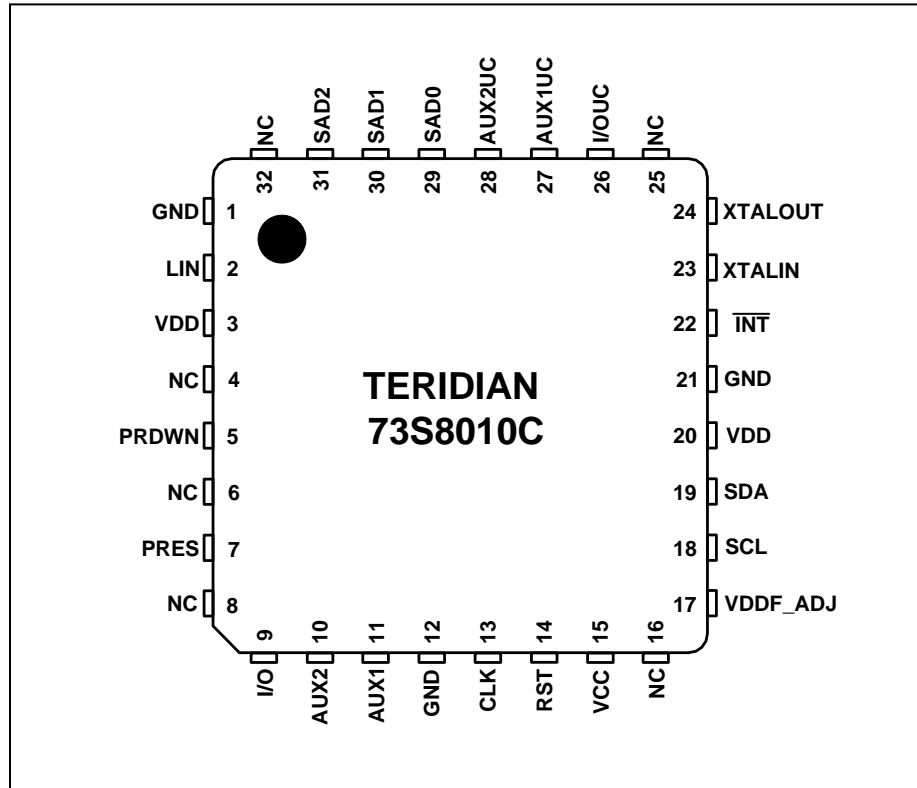 NC
SAD2
SAD1
SAD0
AUX2UC
AUX1UC
I/OUC
NC
32
31
30
29
28
27
26
25
GND 1
LIN 2
VDD 3
NC 4
PRDWN 5
NC 6
PRES 7
NC 8
TERIDIAN
73S8010C
24 XTALOUT
23 XTALIN
22 INT
21 GND
20 VDD
19 SDA
18 SCL
17 VDDF_ADJ
9
10
11
12
13
14
15
16
I/O
AUX2
AUX1
GND
CLK
RST
VCC
NC